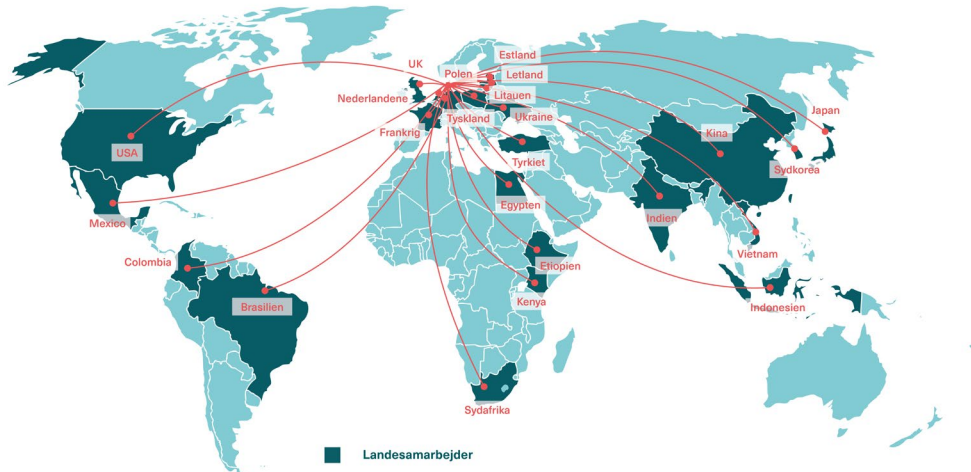 Estland
UK
Polen
Letland
Nederlandene
Litauen
Japan
Ukraine
Frankrig
Tyskland
Kina
USA
Tyrkiet
Sydkorea
Egypten
Indien
Mexico
Vietnam
Colombia
Etiopien
Kenya
Brasilien
Indonesien
Sydafrika
Landesamarbejder